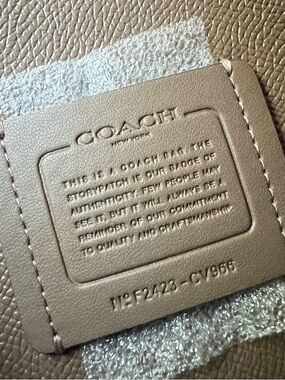 COACH
NEW YORK
THIS IS A COACH BAG. THE
STORYPATCH IS OUR BADGE OF
AUTHENTICITY. FEW PEOPLE MAY
SEE IT, BUT IT WILL ALWAYS BE A
REMINDER OF OUR COMMITMENT
TO QUALITY AND CRAFTSMANSHIP
Nº F2423-CV966